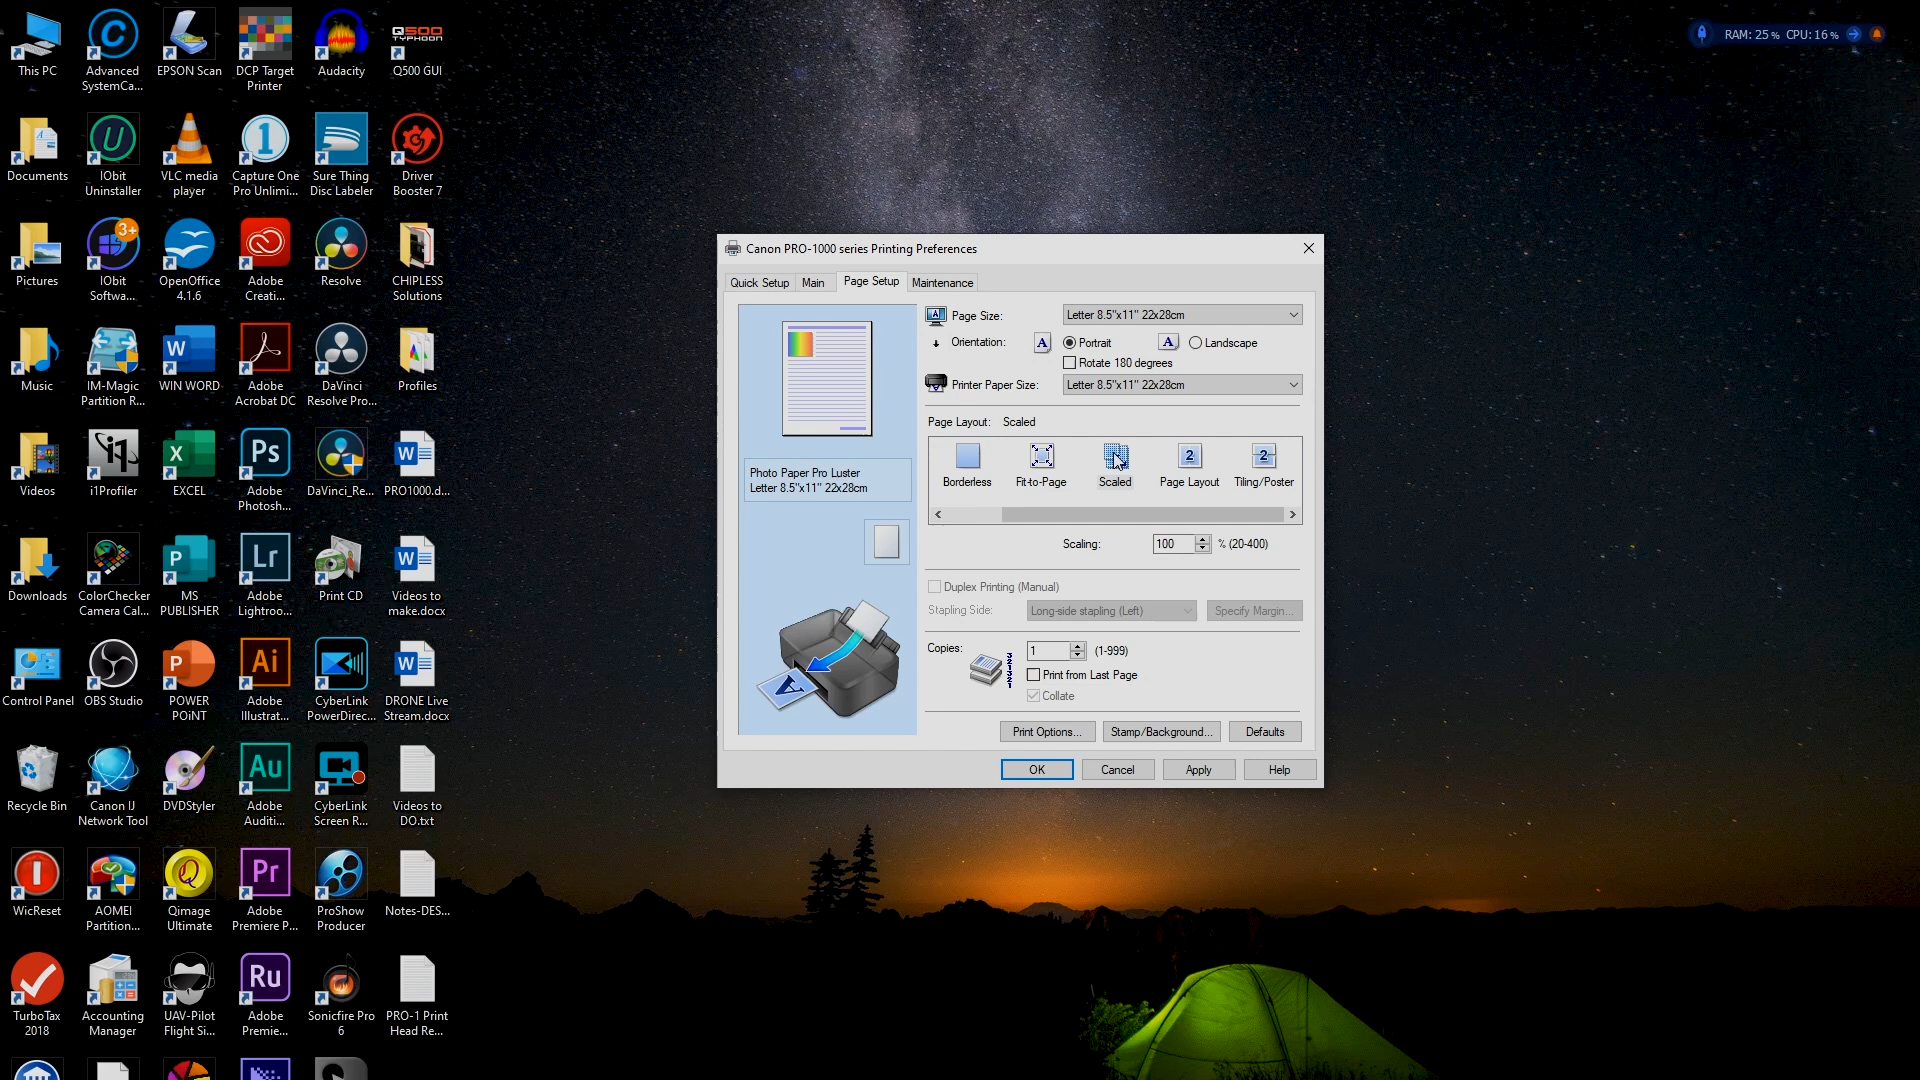 This PC
Advanced
SystemCa...
EPSON Scan
DCP Target
Printer
Audacity
Q500
TYPHOON
Q500 GUI
RAM: 25 % CPU: 16 %
Documents
IObit
Uninstaller
VLC media
player
Capture One
Pro Unlimi...
Sure Thing
Disc Labeler
Driver
Booster 7
Pictures
3+
IObit
Softwa...
OpenOffice
4.1.6
Adobe
Creati...
Resolve
CHIPLESS
Solutions
Music
IM-Magic
Partition R...
WIN WORD
Adobe
Acrobat DC
DaVinci
Resolve Pro...
Profiles
Videos
i1Profiler
EXCEL
Adobe
Photosh...
DaVinci_Re...
PRO1000.d...
Downloads
ColorChecker
Camera Cal...
MS
PUBLISHER
Adobe
Lightroo...
Print CD
Videos to
make.docx
Control Panel
OBS Studio
POWER
POiNT
Adobe
Illustrat...
CyberLink
PowerDirec...
DRONE Live
Stream.docx
Recycle Bin
Canon IJ
Network Tool
DVDStyler
Adobe
Auditi...
CyberLink
Screen R...
Videos to
DO.txt
WicReset
AOMEI
Partition...
Qimage
Ultimate
Adobe
Premiere P...
ProShow
Producer
Notes-DES...
TurboTax
2018
Accounting
Manager
UAV-Pilot
Flight Si...
Adobe
Premie...
Sonicfire Pro
6
PRO-1 Print
Head Re...
Canon PRO-1000 series Printing Preferences
Quick Setup Main Page Setup Maintenance
Page Size: Letter 8.5"x11" 22x28cm
Orientation: A Portrait A Landscape
Rotate 180 degrees
Printer Paper Size: Letter 8.5"x11" 22x28cm
Page Layout: Scaled
Borderless Fit-to-Page Scaled Page Layout Tiling/Poster
Photo Paper Pro Luster
Letter 8.5"x11" 22x28cm
Scaling: 100 % (20-400)
Duplex Printing (Manual)
Stapling Side: Long-side stapling (Left) Specify Margin...
Copies: 1 (1-999)
Print from Last Page
Collate
Print Options... Stamp/Background... Defaults
OK Cancel Apply Help